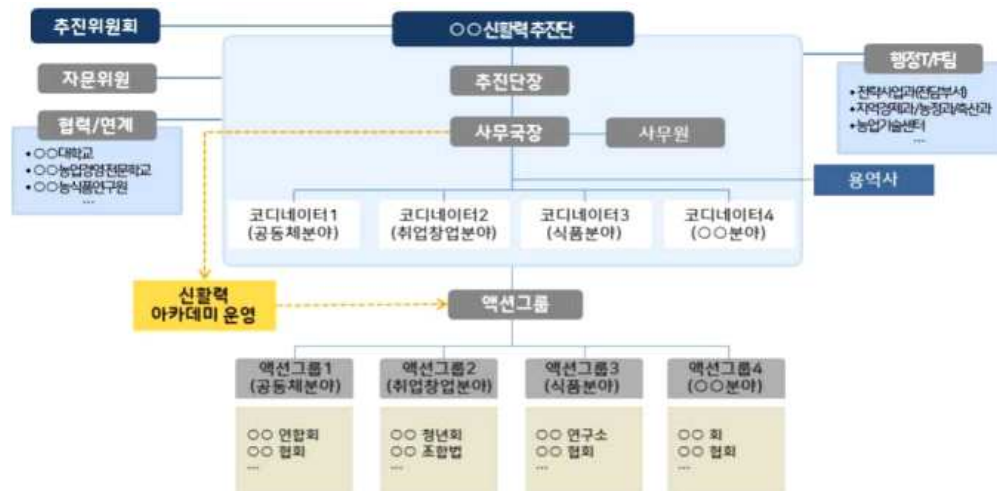 추진위원회
○○신활력 추진단
자문위원
추진단장
행정T/F팀
• 전략사업과(전담부서)
• 지역경제과/농정과/축산과
• 농업기술센터
...
협력/연계
• ○○대학교
• ○○농업경영전문학교
• ○○농식품연구원
...
사무국장
사무원
용역사
코디네이터1
(공동체분야)
코디네이터2
(취업창업분야)
코디네이터3
(식품분야)
코디네이터4
(○○분야)
신활력
아카데미 운영
액션그룹
액션그룹1
(공동체분야)
○○ 연합회
○○ 협회
...
액션그룹2
(취업창업분야)
○○ 청년회
○○ 조합법
...
액션그룹3
(식품분야)
○○ 연구소
○○ 협회
...
액션그룹4
(○○분야)
○○ 회
○○ 협회
...